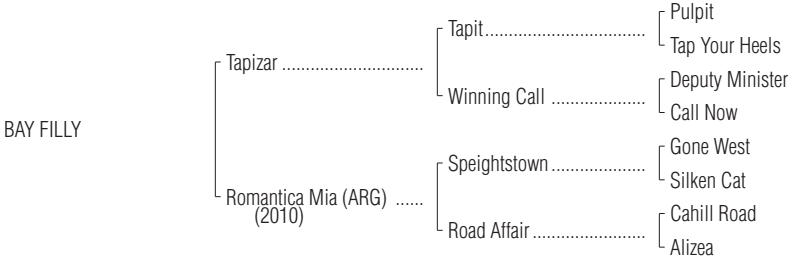 Pulpit
Tapit..................................
Tap Your Heels
Tapizar ..............................
Deputy Minister
Winning Call ....................
Call Now
BAY FILLY
Gone West
Speightstown....................
Silken Cat
Romantica Mia (ARG) ......
(2010)
Cahill Road
Road Affair........................
Alizea